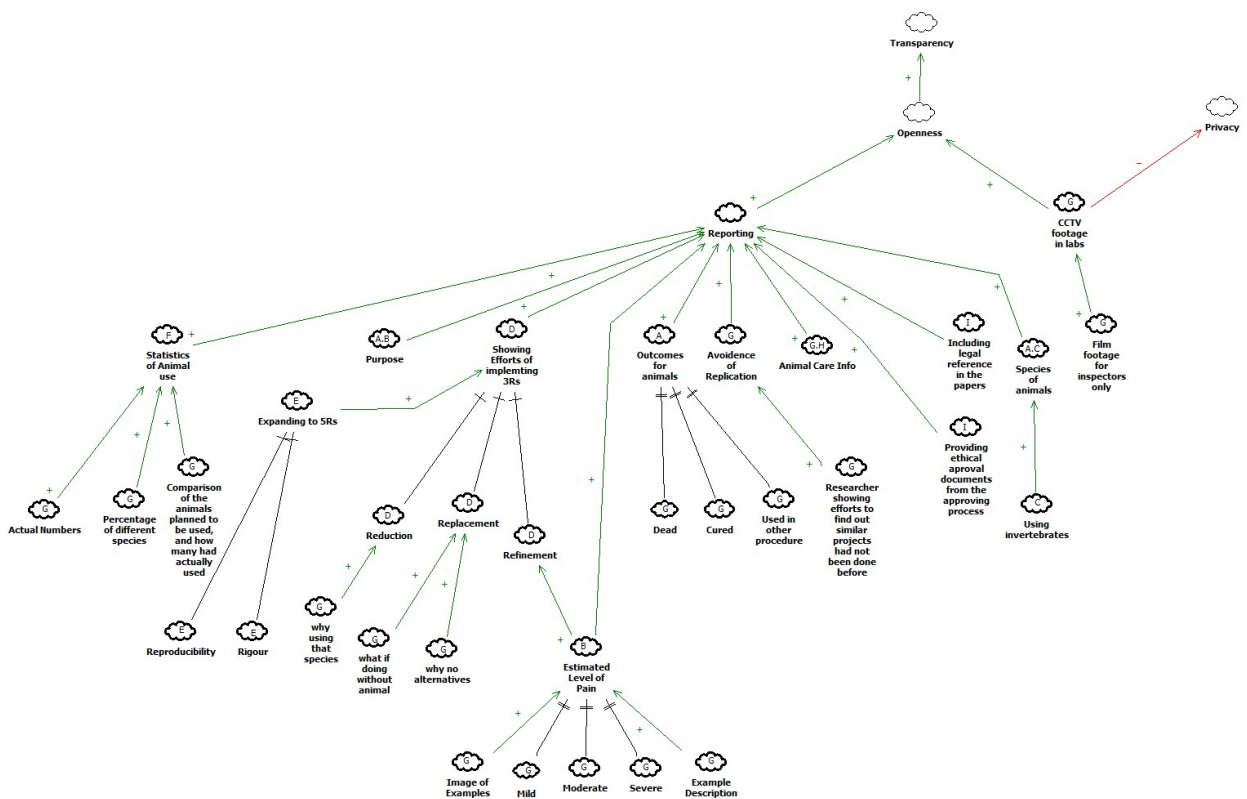 Transparency
+
Openness
Privacy
−
+
+
G
CCTV
footage
in labs
Reporting
+
+
+
+
+
+
+
+
+
+
+
+
F
Statistics
of Animal
use
A.B
Purpose
D
Showing
Efforts of
implemting
3Rs
A
Outcomes
for
animals
G
Avoidence
of
Replication
G.H
Animal Care Info
I
Including
legal
reference
in the
papers
A.C
Species
of
animals
G
Film
footage
for
inspectors
only
E
Expanding to 5Rs
+
+
+
+
I
Providing
ethical
aproval
documents
from the
approving
process
+
G
Actual Numbers
G
Percentage
of different
species
G
Comparison
of the
animals
planned to
be used,
and how
many had
actually
used
D
Reduction
D
Replacement
D
Refinement
G
Dead
G
Cured
G
Used in
other
procedure
+
G
Researcher
showing
efforts to
find out
similar
projects
had not
been done
before
C
Using
invertebrates
+
+
+
E
Reproducibility
E
Rigour
G
why
using
that
species
G
what if
doing
without
animal
G
why no
alternatives
+
B
Estimated
Level of
Pain
+
+
G
Image of
Examples
G
Mild
G
Moderate
G
Severe
G
Example
Description